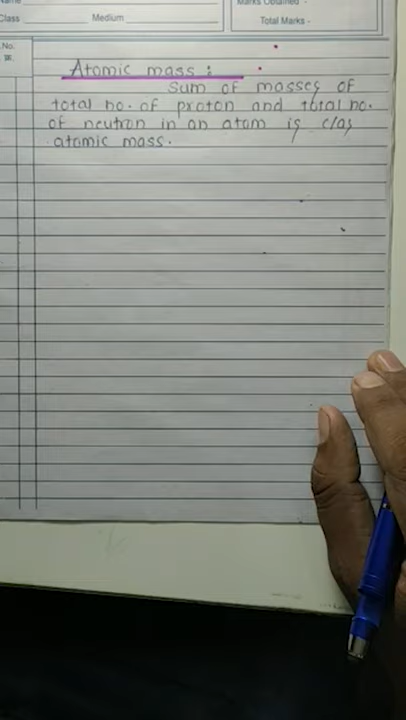 Name
Class
Medium
Marks Obtained -
Total Marks -
No.
Atomic mass :
Sum of masses of
total no. of proton and total no.
of neutron in an atom is c/as
atomic mass.